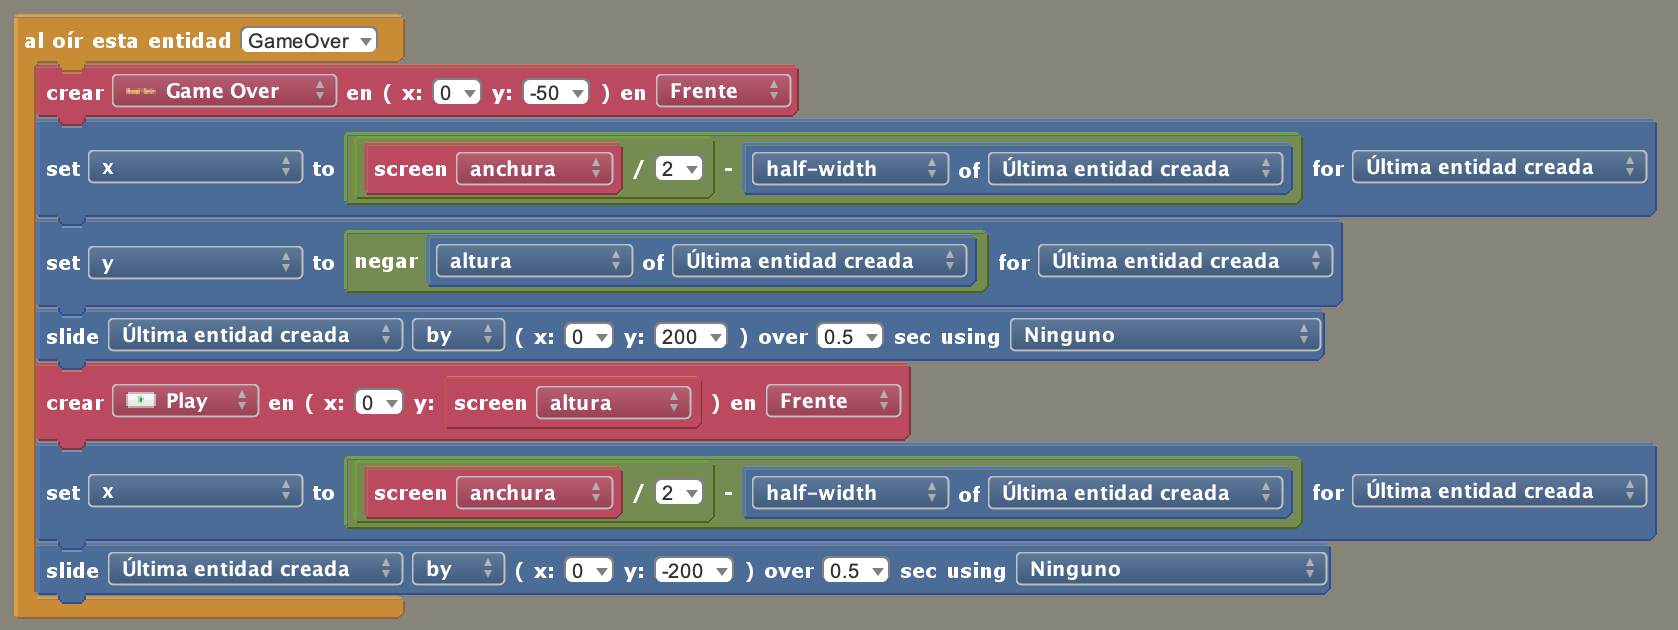 al oír esta entidad GameOver
crear Game Over en ( x: 0 y: -50 ) en Frente
set x to screen anchura / 2 - half-width of Última entidad creada for Última entidad creada
set y to negar altura of Última entidad creada for Última entidad creada
slide Última entidad creada by ( x: 0 y: 200 ) over 0.5 sec using Ninguno
crear Play en ( x: 0 y: screen altura ) en Frente
set x to screen anchura / 2 - half-width of Última entidad creada for Última entidad creada
slide Última entidad creada by ( x: 0 y: -200 ) over 0.5 sec using Ninguno